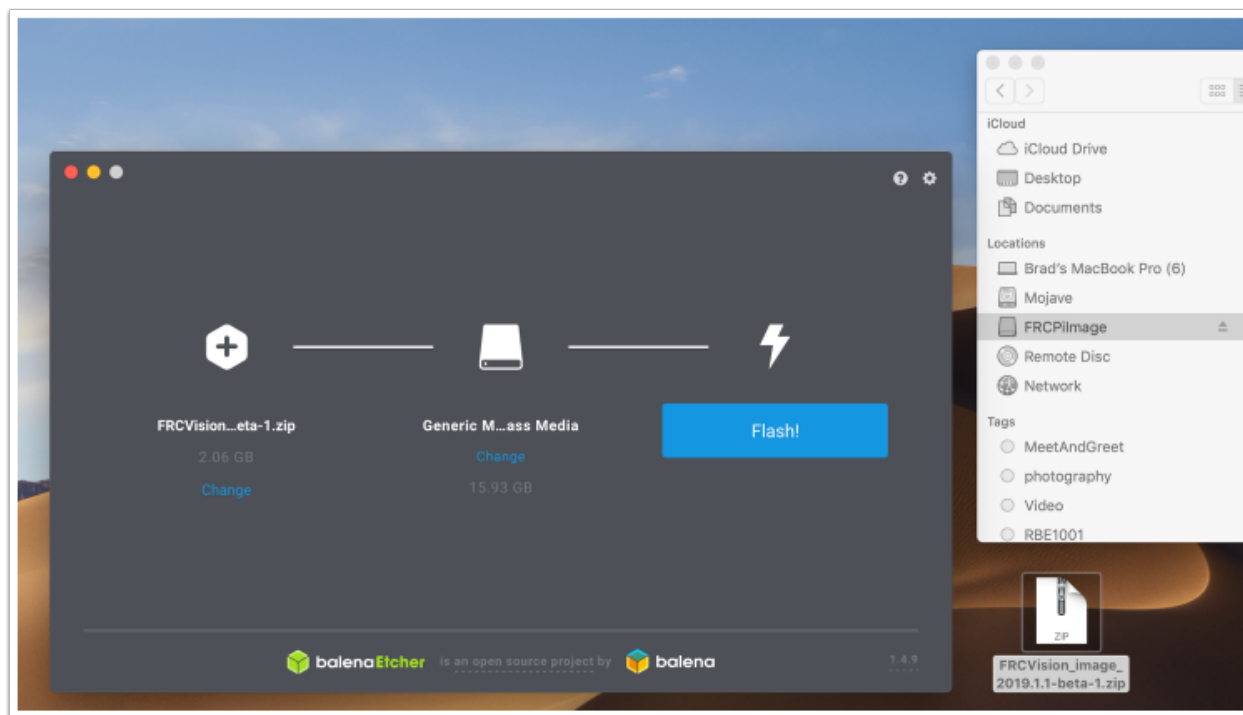 FRCVision...eta-1.zip
2.06 GB
Change
Generic M...ass Media
Change
15.93 GB
Flash!
balenaEtcher is an open source project by balena
1.4.9
iCloud
iCloud Drive
Desktop
Documents
Locations
Brad's MacBook Pro (6)
Mojave
FRCPiImage
Remote Disc
Network
Tags
MeetAndGreet
photography
Video
RBE1001
ZIP
FRCVision_image_
2019.1.1-beta-1.zip